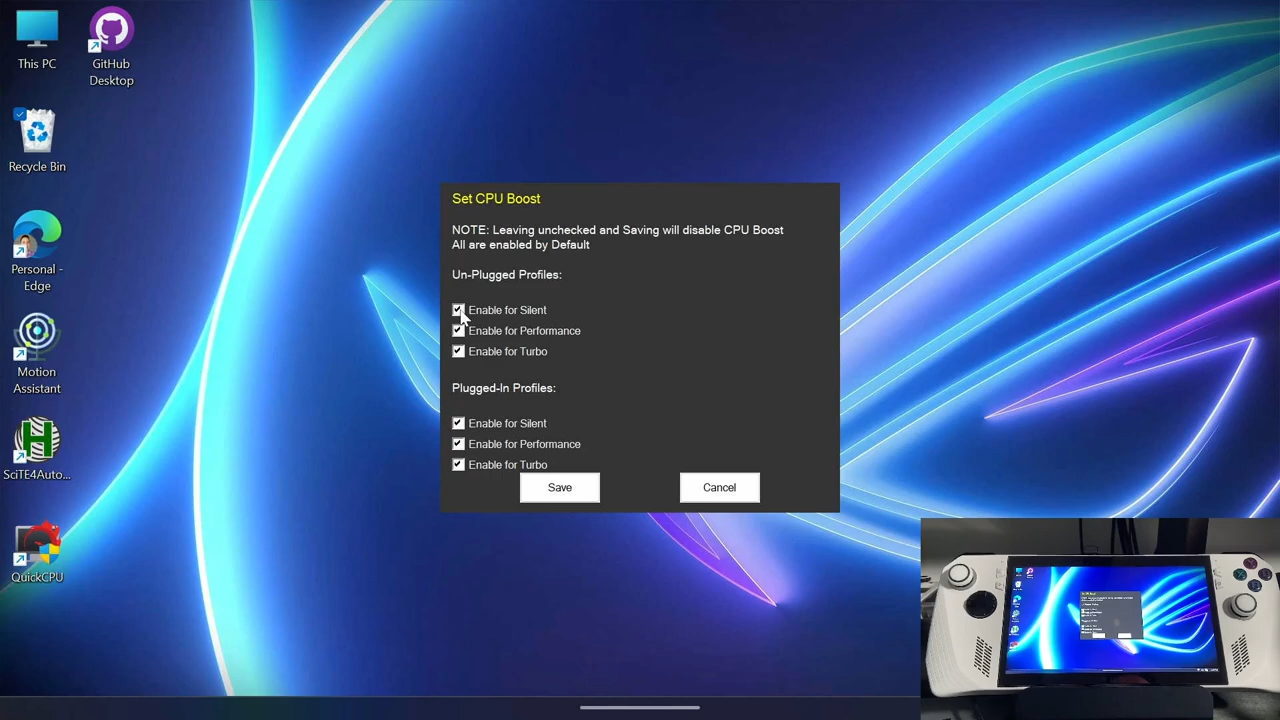 This PC
GitHub
Desktop
Recycle Bin
Personal -
Edge
Motion
Assistant
SciTE4Auto...
QuickCPU
Set CPU Boost
NOTE: Leaving unchecked and Saving will disable CPU Boost
All are enabled by Default
Un-Plugged Profiles:
Enable for Silent
Enable for Performance
Enable for Turbo
Plugged-In Profiles:
Enable for Silent
Enable for Performance
Enable for Turbo
Save
Cancel